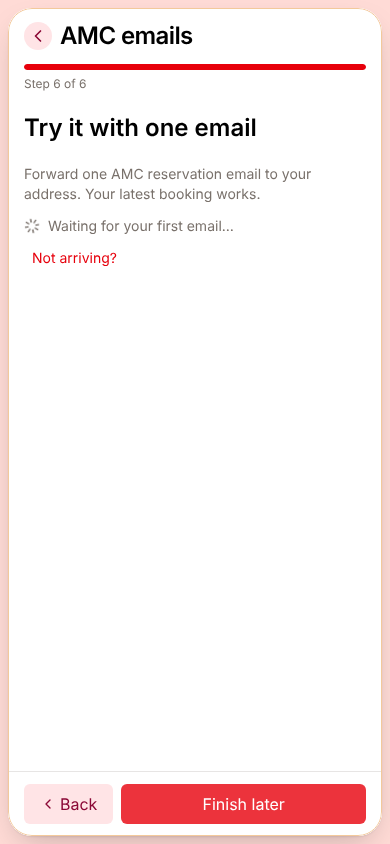 AMC emails
Step 6 of 6
Try it with one email
Forward one AMC reservation email to your
address. Your latest booking works.
Waiting for your first email...
Not arriving?
Back
Finish later